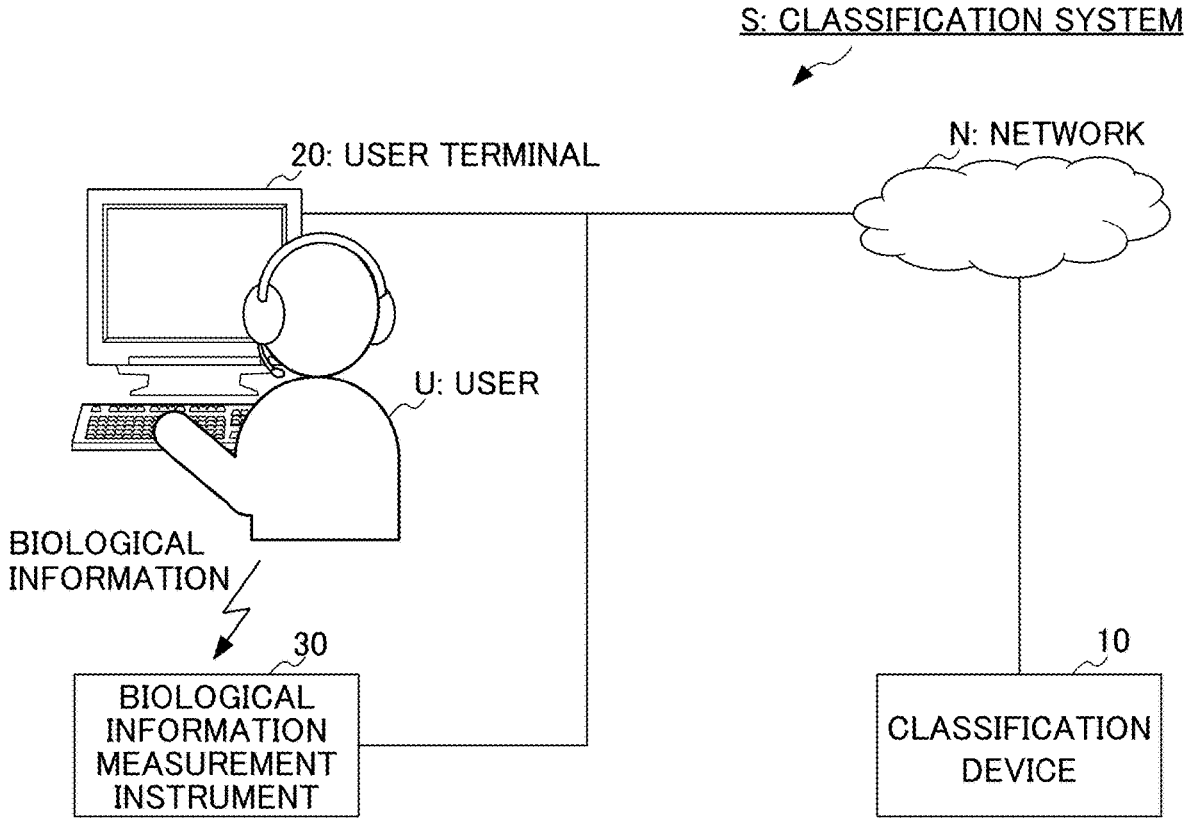 S: CLASSIFICATION SYSTEM
N: NETWORK
20: USER TERMINAL
U: USER
BIOLOGICAL
INFORMATION
30
BIOLOGICAL
INFORMATION
MEASUREMENT
INSTRUMENT
10
CLASSIFICATION
DEVICE